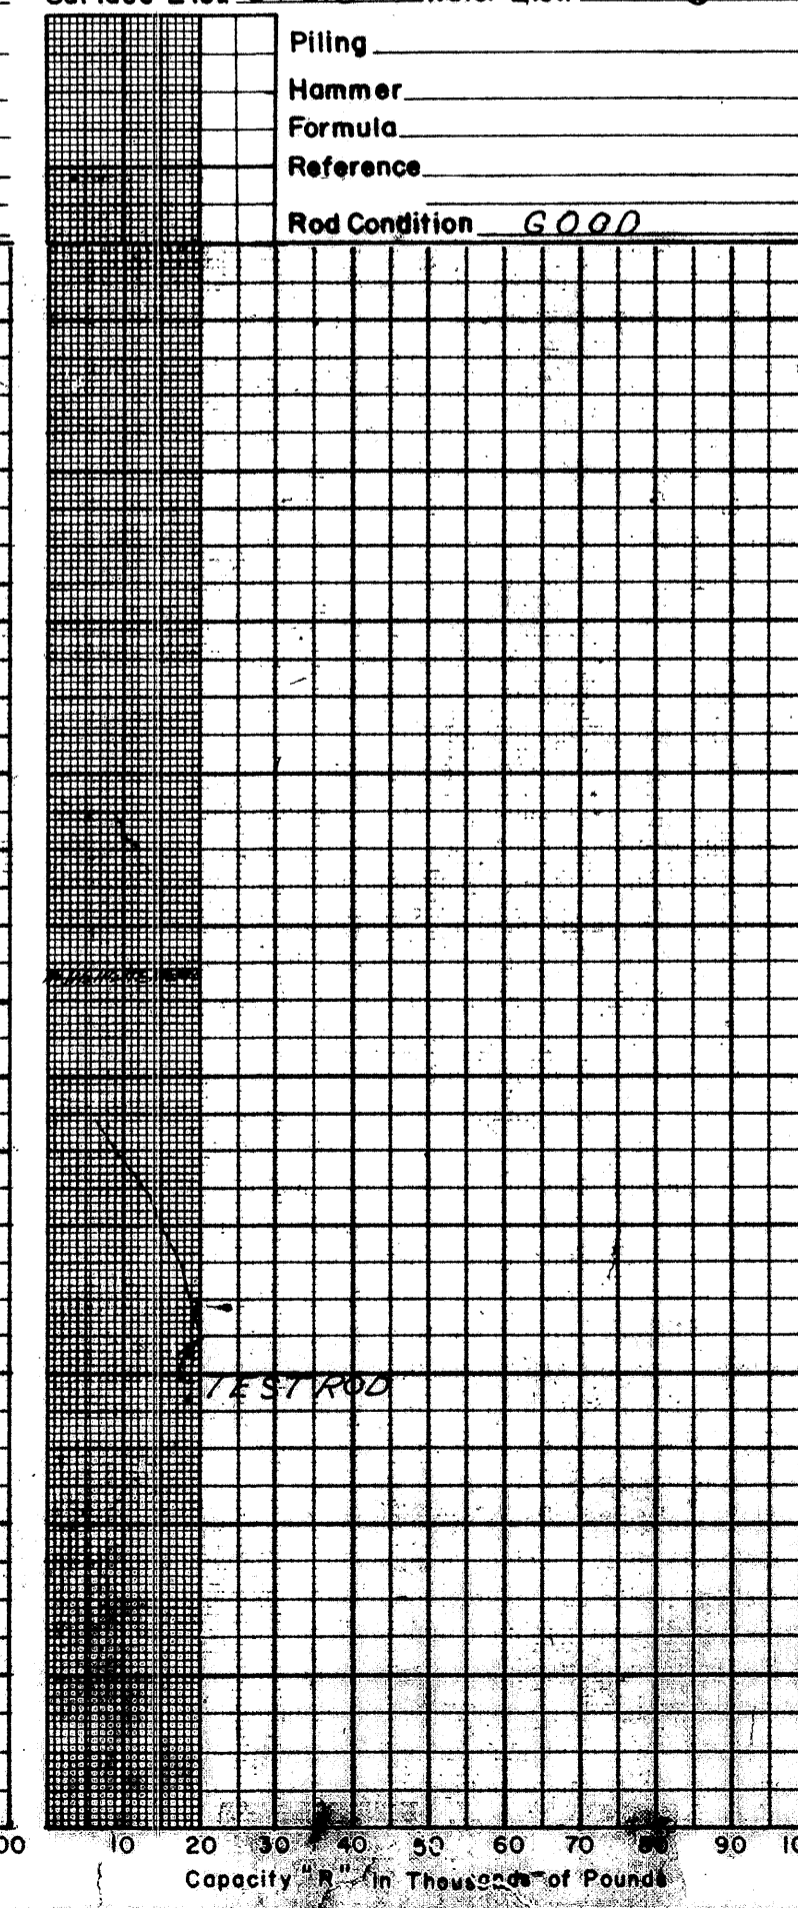 Piling
Hammer
Formula
Reference
Rod Condition GOOD
TEST ROD
00 10 20 30 40 50 60 70 80 90 10
Capacity "R" in Thousands of Pounds